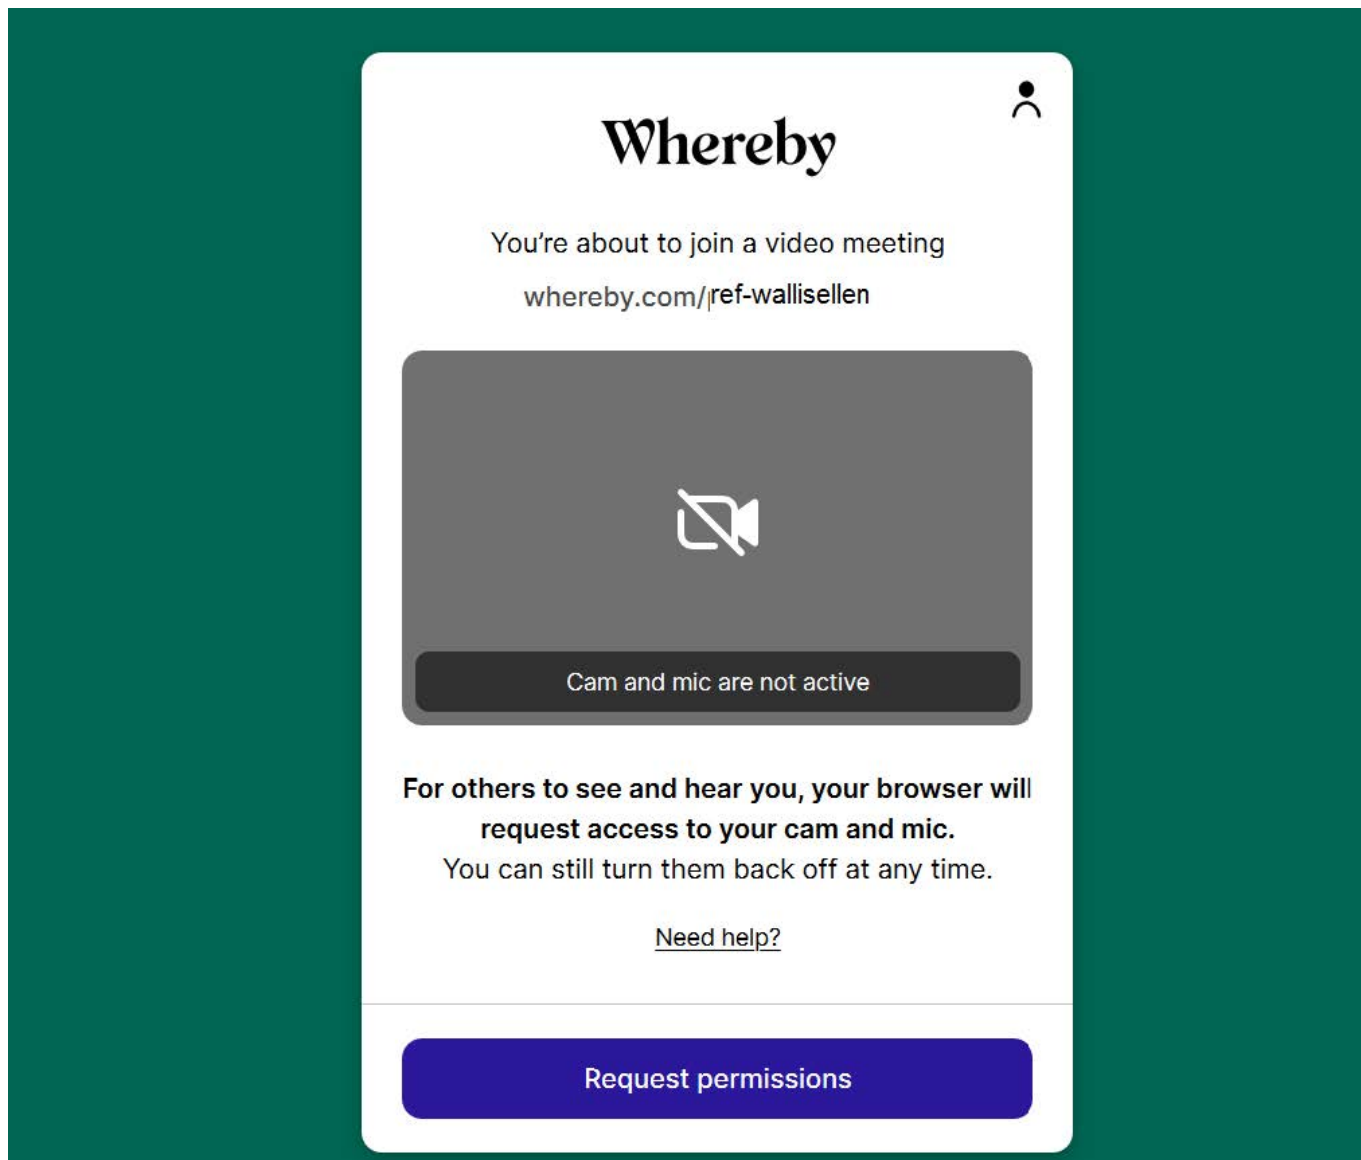 Whereby
You're about to join a video meeting
whereby.com/ref-wallisellen
Cam and mic are not active
For others to see and hear you, your browser will
request access to your cam and mic.
You can still turn them back off at any time.
Need help?
Request permissions